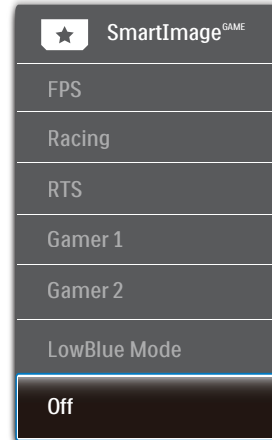 SmartImage GAME
FPS
Racing
RTS
Gamer 1
Gamer 2
LowBlue Mode
Off